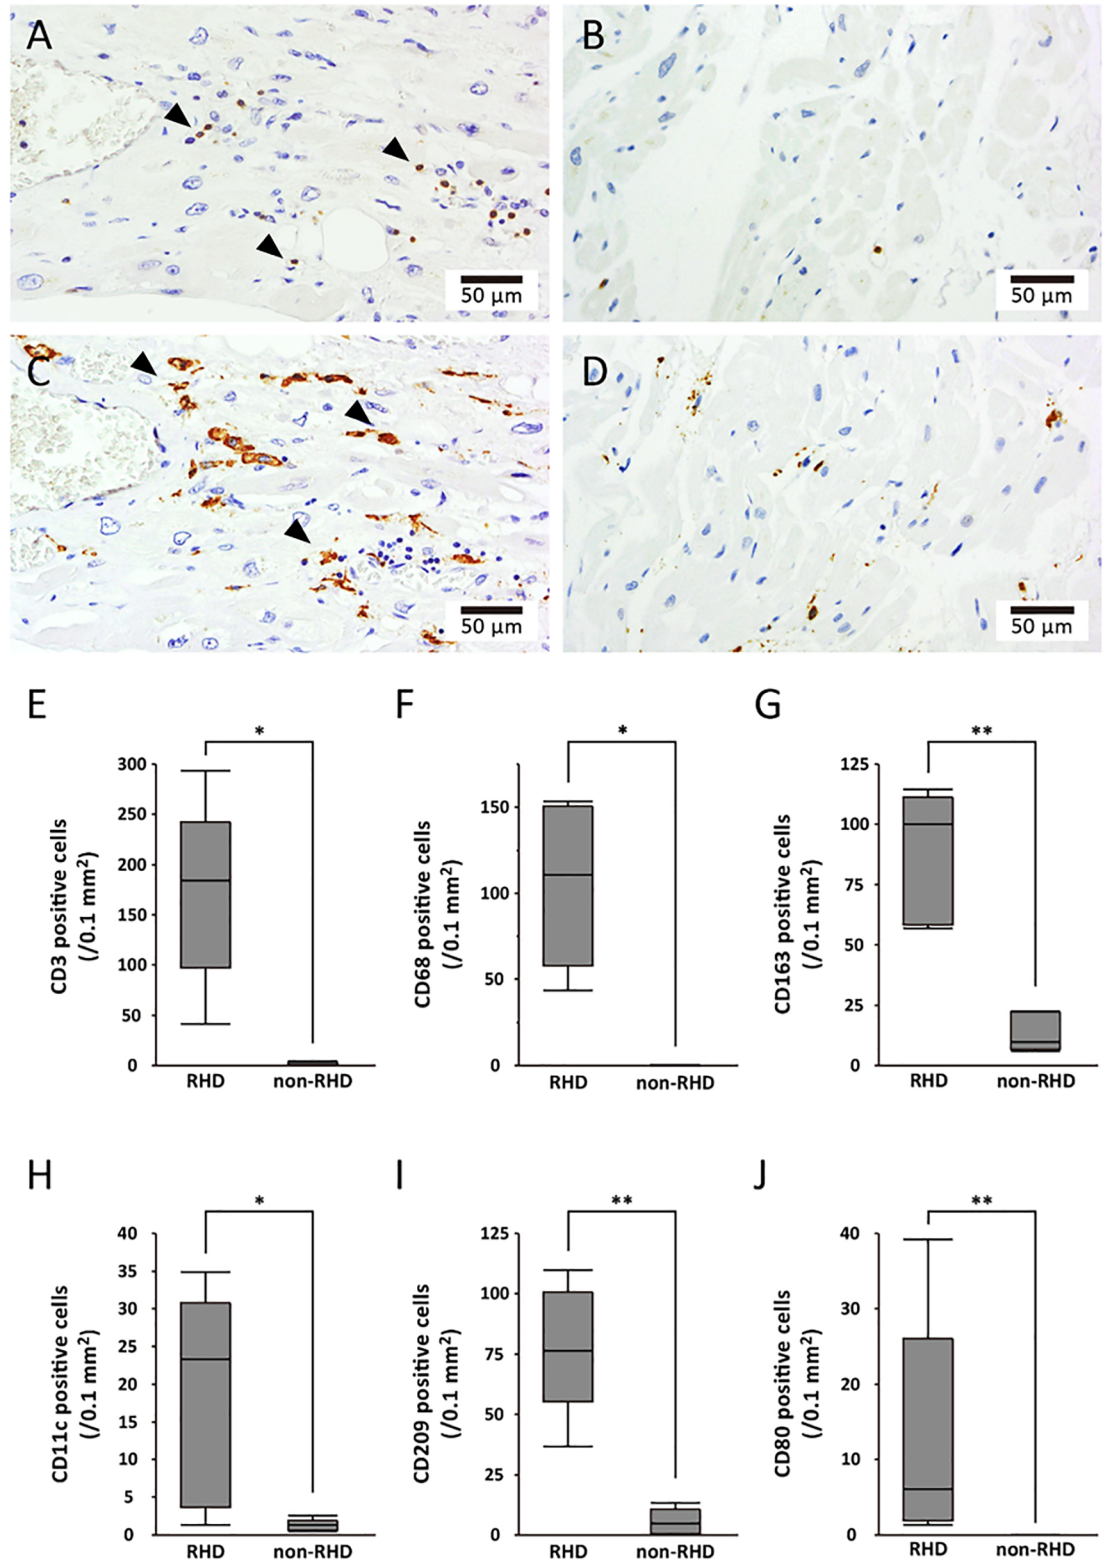 A
B
50 µm
50 µm
C
D
50 µm
50 µm
E
F
G
*
*
**
CD3 positive cells
(/0.1 mm²)
300
250
200
150
100
50
0
RHD non-RHD
CD68 positive cells
(/0.1 mm²)
150
100
50
0
RHD non-RHD
CD163 positive cells
(/0.1 mm²)
125
100
75
50
25
0
RHD non-RHD
H
I
J
*
**
**
CD11c positive cells
(/0.1 mm²)
40
35
30
25
20
15
10
5
0
RHD non-RHD
CD209 positive cells
(/0.1 mm²)
125
100
75
50
25
0
RHD non-RHD
CD80 positive cells
(/0.1 mm²)
40
30
20
10
0
RHD non-RHD